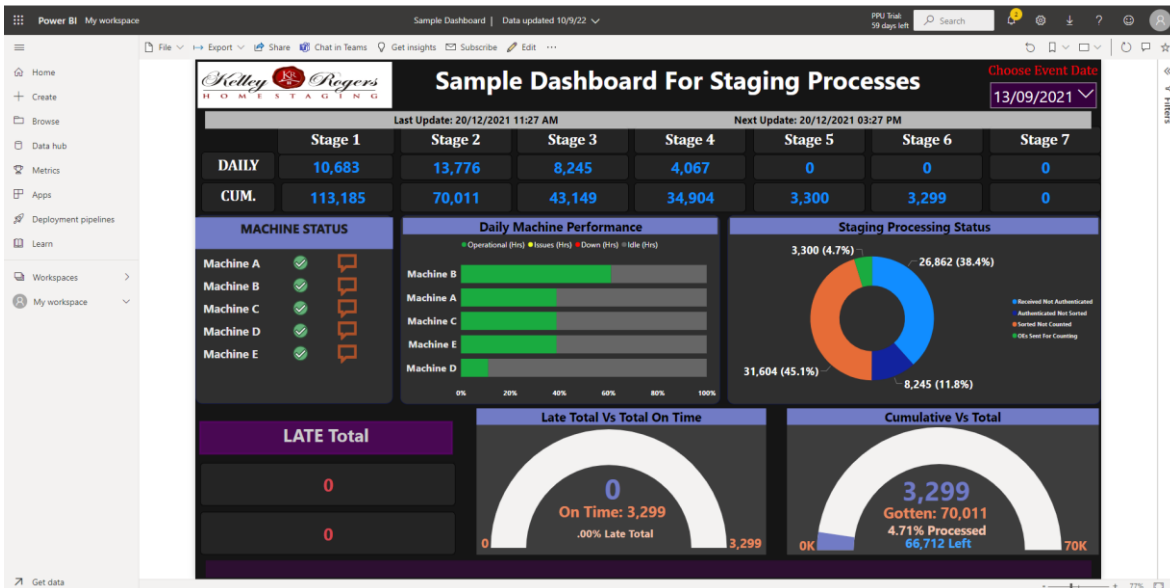 Power BI My workspace
Sample Dashboard | Data updated 10/9/22
PPU Trial:
59 days left
Search
2
File
Export
Share
Chat in Teams
Get insights
Subscribe
Edit
Home
Create
Browse
Data hub
Metrics
Apps
Deployment pipelines
Learn
Workspaces
My workspace
Get data
Filters
Kelley KR Rogers
HOME STAGING
Sample Dashboard For Staging Processes
Choose Event Date
13/09/2021
Last Update: 20/12/2021 11:27 AM
Next Update: 20/12/2021 03:27 PM
Stage 1 Stage 2 Stage 3 Stage 4 Stage 5 Stage 6 Stage 7
DAILY 10,683 13,776 8,245 4,067 0 0 0
CUM. 113,185 70,011 43,149 34,904 3,300 3,299 0
MACHINE STATUS
Machine A
Machine B
Machine C
Machine D
Machine E
Daily Machine Performance
Operational (Hrs) Issues (Hrs) Down (Hrs) Idle (Hrs)
Machine B
Machine A
Machine C
Machine E
Machine D
0% 20% 40% 60% 80% 100%
Staging Processing Status
3,300 (4.7%)
26,862 (38.4%)
31,604 (45.1%)
8,245 (11.8%)
Received Not Authenticated
Authenticated Not Sorted
Sorted Not Counted
OEs Sent For Counting
LATE Total
0
0
Late Total Vs Total On Time
0
On Time: 3,299
.00% Late Total
0
3,299
Cumulative Vs Total
3,299
Gotten: 70,011
4.71% Processed
66,712 Left
0K
70K
77%